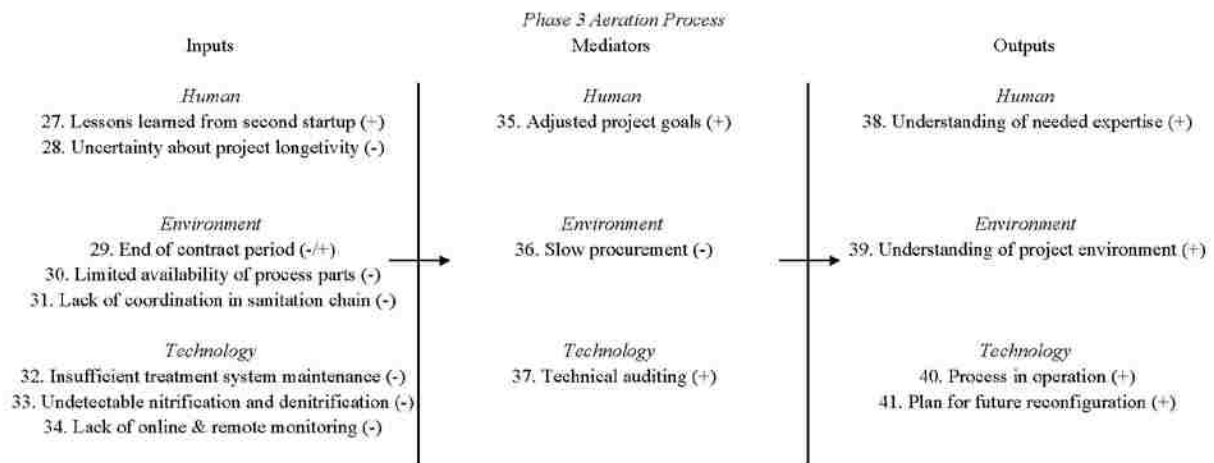 Phase 3 Aeration Process
Inputs
Mediators
Outputs
Human
27. Lessons learned from second startup (+)
28. Uncertainty about project longetivity (-)
Human
35. Adjusted project goals (+)
Human
38. Understanding of needed expertise (+)
Environment
29. End of contract period (-/+)
30. Limited availability of process parts (-)
31. Lack of coordination in sanitation chain (-)
Environment
36. Slow procurement (-)
Environment
39. Understanding of project environment (+)
Technology
32. Insufficient treatment system maintenance (-)
33. Undetectable nitrification and denitrification (-)
34. Lack of online & remote monitoring (-)
Technology
37. Technical auditing (+)
Technology
40. Process in operation (+)
41. Plan for future reconfiguration (+)